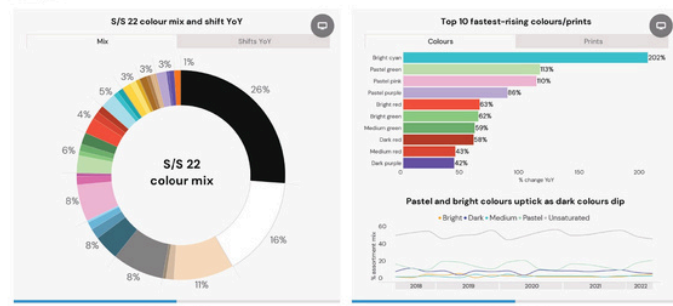 S/S 22 colour mix and shift YoY
Mix
Shifts YoY
1%
26%
16%
11%
8%
8%
8%
6%
4%
5%
3%
3%
3%
S/S 22
colour mix
Top 10 fastest-rising colours/prints
Colours
Prints
Bright cyan 202%
Pastel green 113%
Pastel pink 110%
Pastel purple 86%
Bright red 63%
Bright green 62%
Medium green 59%
Dark red 58%
Medium red 43%
Dark purple 42%
0 50 100 150 200
% change YoY
Pastel and bright colours uptick as dark colours dip
Bright Dark Medium Pastel Unsaturated
60
40
20
0
% assortment mix
2018 2019 2020 2021 2022